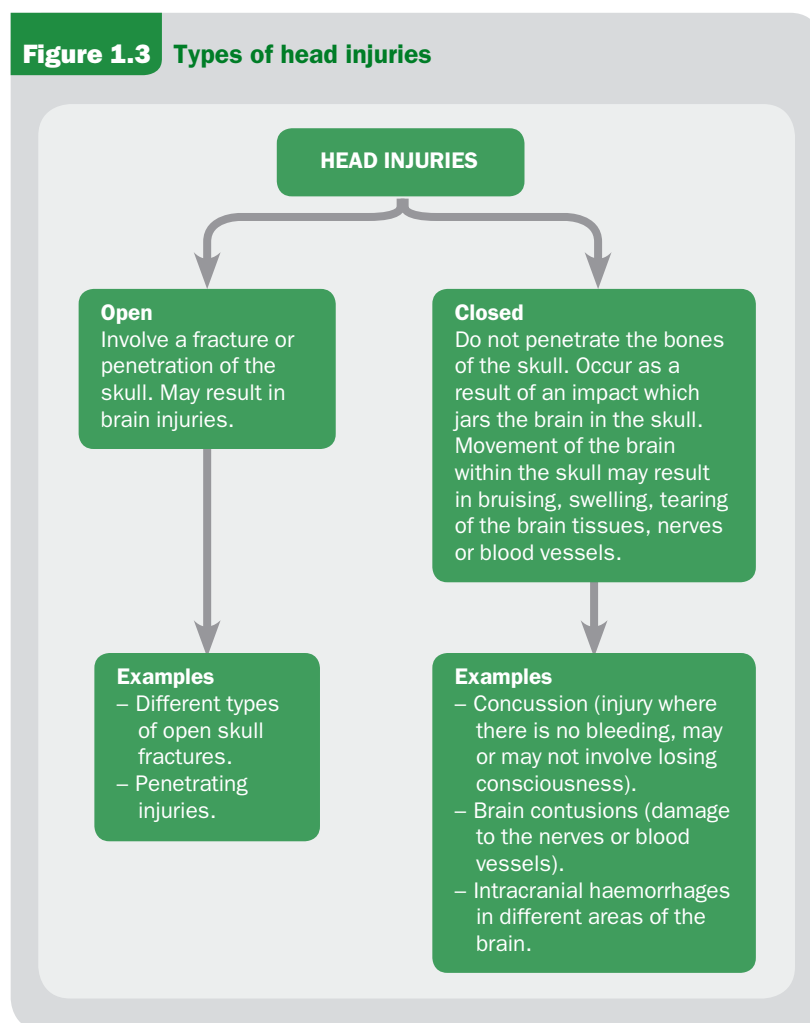 Figure 1.3 Types of head injuries
HEAD INJURIES
Open
Involve a fracture or
penetration of the
skull. May result in
brain injuries.
Closed
Do not penetrate the bones
of the skull. Occur as a
result of an impact which
jars the brain in the skull.
Movement of the brain
within the skull may result
in bruising, swelling, tearing
of the brain tissues, nerves
or blood vessels.
Examples
– Different types
of open skull
fractures.
– Penetrating
injuries.
Examples
– Concussion (injury where
there is no bleeding, may
or may not involve losing
consciousness).
– Brain contusions (damage
to the nerves or blood
vessels).
– Intracranial haemorrhages
in different areas of the
brain.